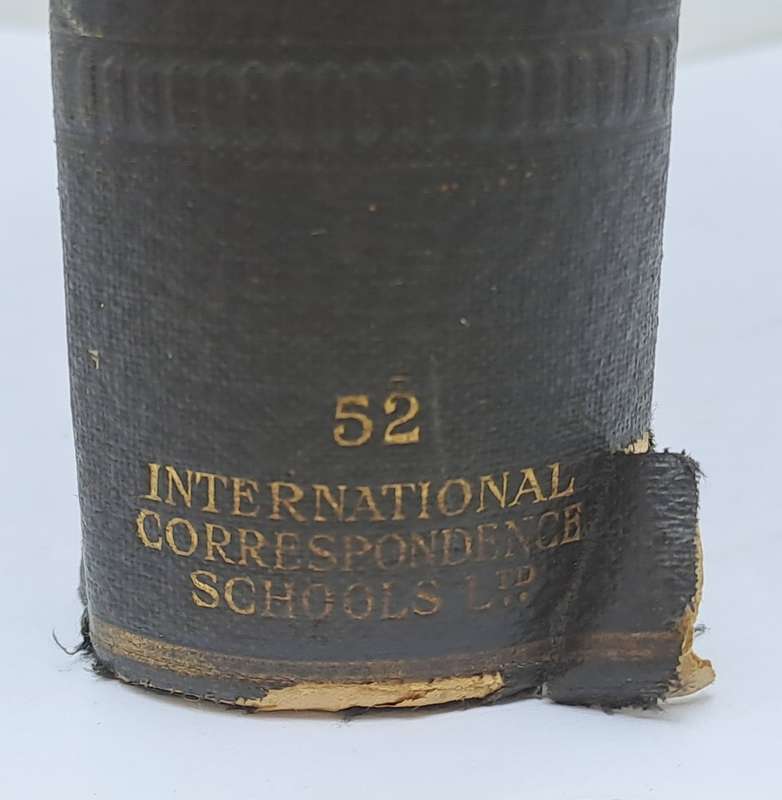 52
INTERNATIONAL
CORRESPONDENCE
SCHOOLS LTD